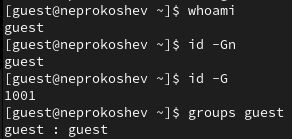 [guest@neprokoshev ~]$ whoami
guest
[guest@neprokoshev ~]$ id -Gn
guest
[guest@neprokoshev ~]$ id -G
1001
[guest@neprokoshev ~]$ groups guest
guest : guest